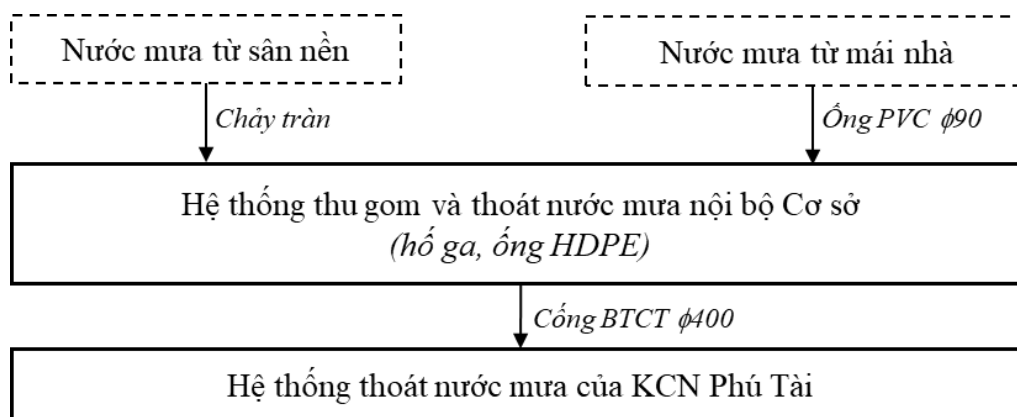 Nước mưa từ sân nền
Nước mưa từ mái nhà
Chảy tràn
Ống PVC ϕ90
Hệ thống thu gom và thoát nước mưa nội bộ Cơ sở
(hố ga, ống HDPE)
Cống BTCT ϕ400
Hệ thống thoát nước mưa của KCN Phú Tài